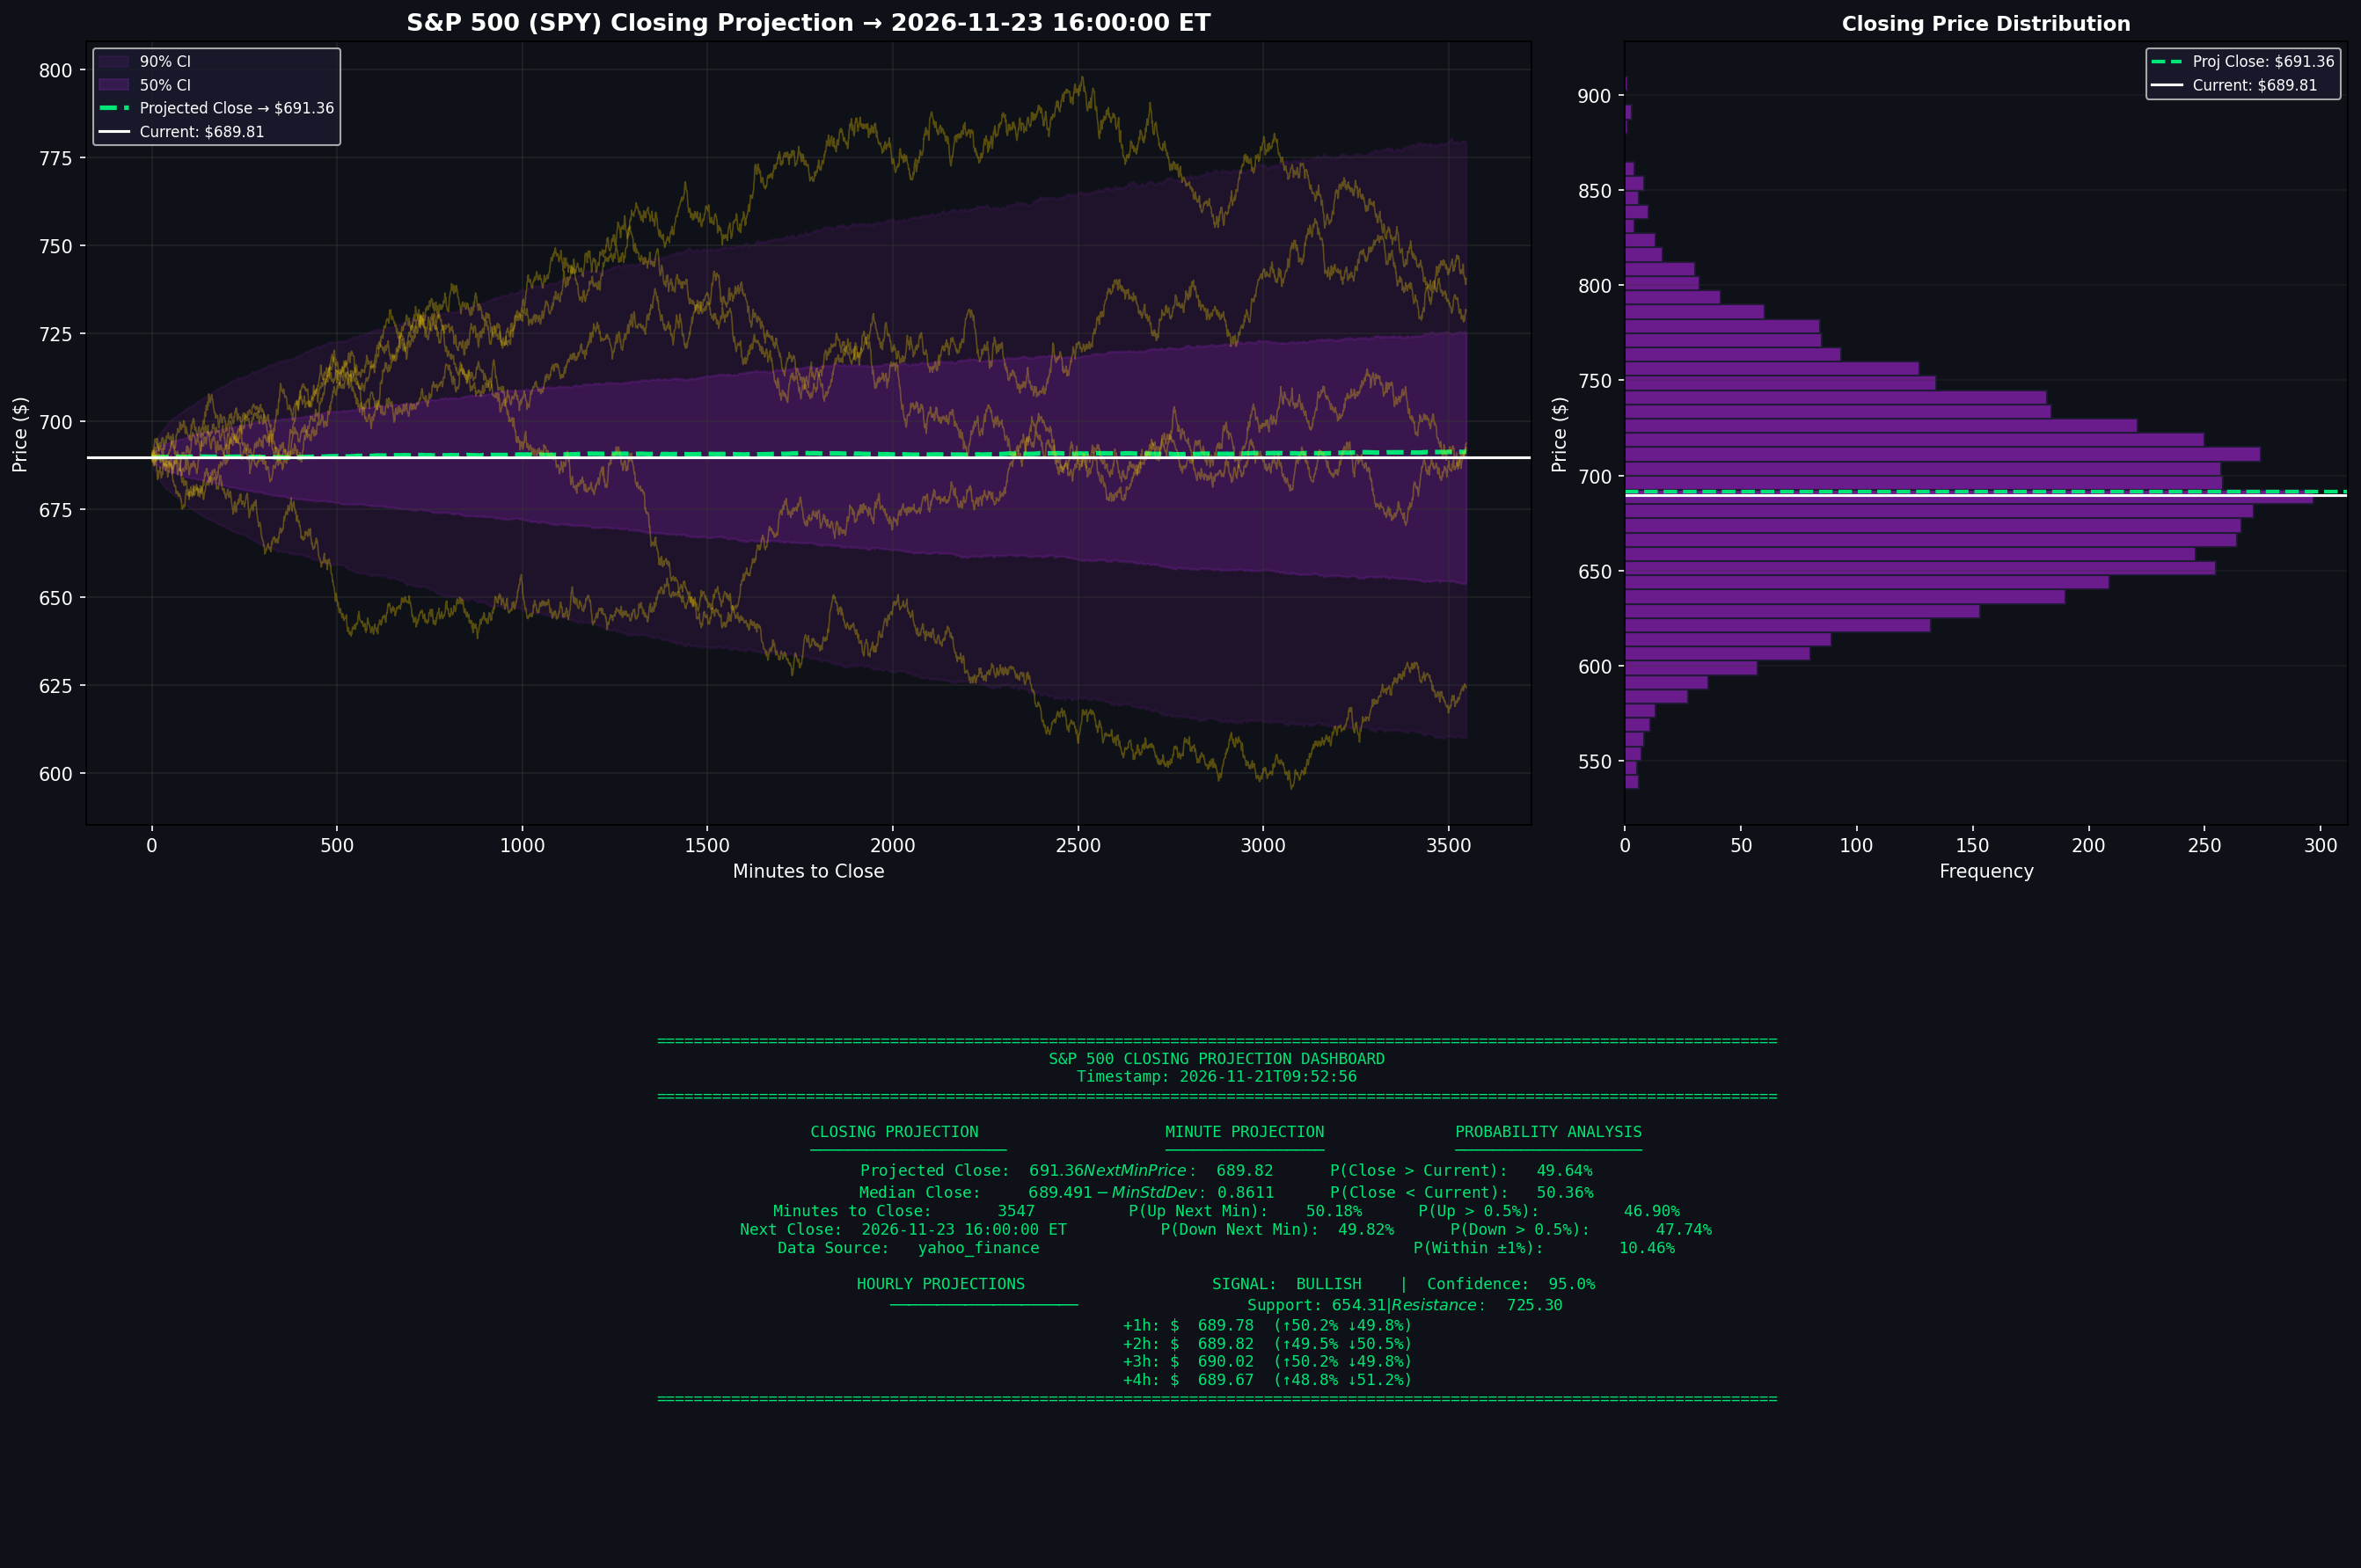 S&P 500 (SPY) Closing Projection → 2026-11-23 16:00:00 ET
90% CI
50% CI
Projected Close → $691.36
Current: $689.81
Price ($)
800
775
750
725
700
675
650
625
600
0 500 1000 1500 2000 2500 3000 3500
Minutes to Close
Closing Price Distribution
Proj Close: $691.36
Current: $689.81
Price ($)
900
850
800
750
700
650
600
550
0 50 100 150 200 250 300
Frequency
S&P 500 CLOSING PROJECTION DASHBOARD
Timestamp: 2026-11-21T09:52:56
CLOSING PROJECTION MINUTE PROJECTION PROBABILITY ANALYSIS
Projected Close: 691.36NextMinPrice: 689.82 P(Close > Current): 49.64%
Median Close: 689.491−MinStdDev: 0.8611 P(Close < Current): 50.36%
Minutes to Close: 3547 P(Up Next Min): 50.18% P(Up > 0.5%): 46.90%
Next Close: 2026-11-23 16:00:00 ET P(Down Next Min): 49.82% P(Down > 0.5%): 47.74%
Data Source: yahoo_finance P(Within ±1%): 10.46%
HOURLY PROJECTIONS SIGNAL: BULLISH | Confidence: 95.0%
Support: 654.31|Resistance: 725.30
+1h: $ 689.78 (↑50.2% ↓49.8%)
+2h: $ 689.82 (↑49.5% ↓50.5%)
+3h: $ 690.02 (↑50.2% ↓49.8%)
+4h: $ 689.67 (↑48.8% ↓51.2%)